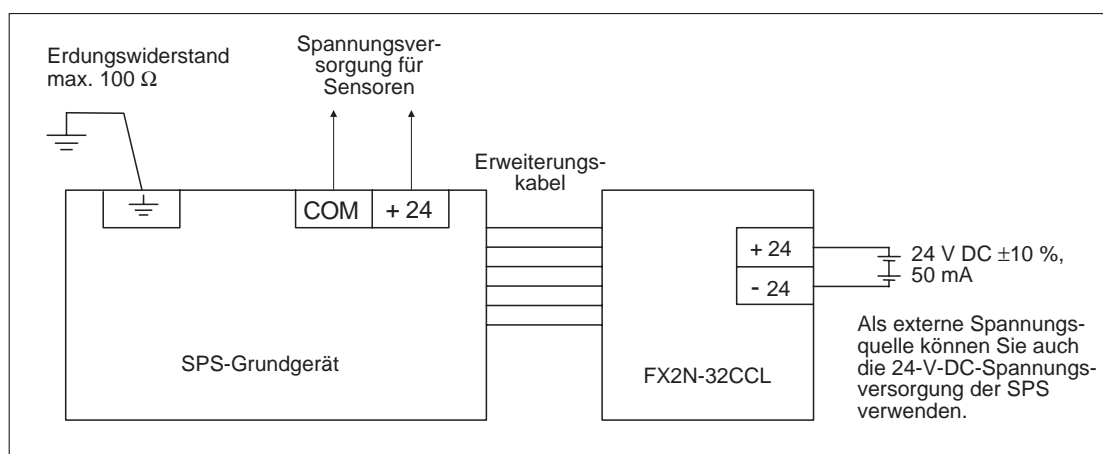 Erdungswiderstand
max. 100 Ω
Spannungsver-
sorgung für
Sensoren
Erweiterungs-
kabel
COM
+ 24
SPS-Grundgerät
+ 24
- 24
FX2N-32CCL
24 V DC ±10 %,
50 mA
Als externe Spannungs-
quelle können Sie auch
die 24-V-DC-Spannungs-
versorgung der SPS
verwenden.